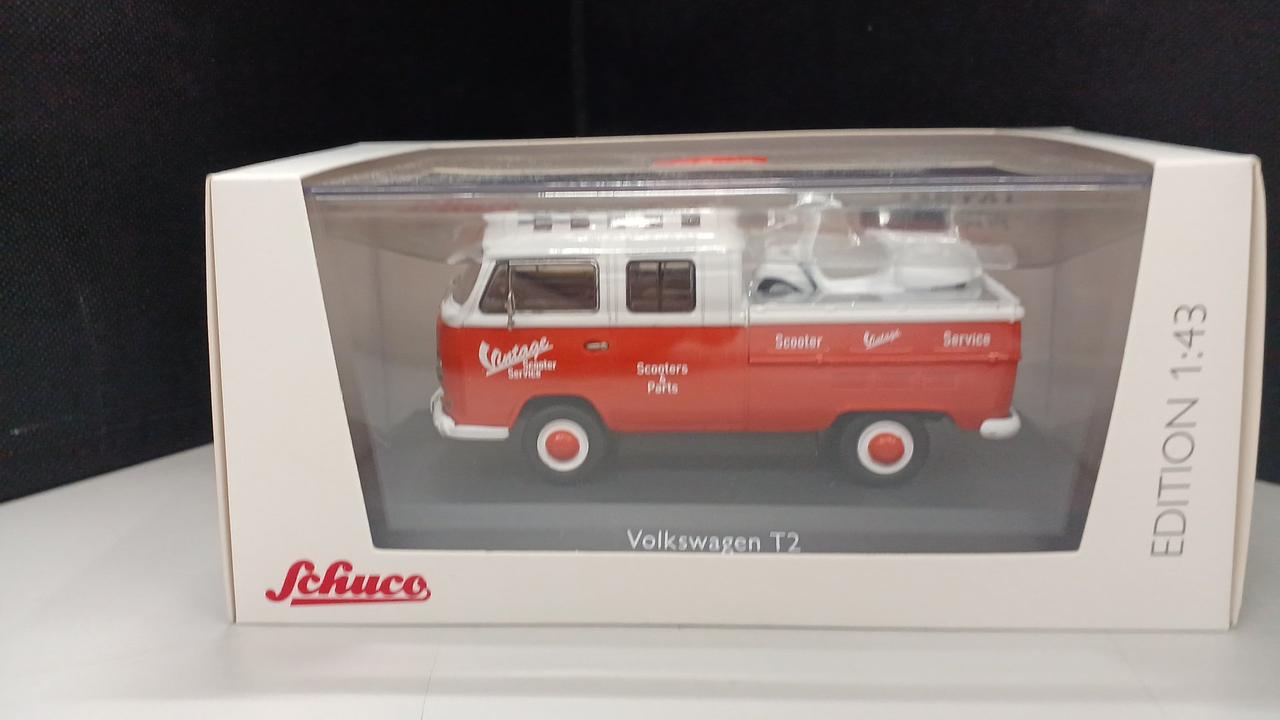 Vintage
Scooter
Service
Scooters
&
Parts
Scooter Vintage Service
Volkswagen T2
Schuco
EDITION 1:43